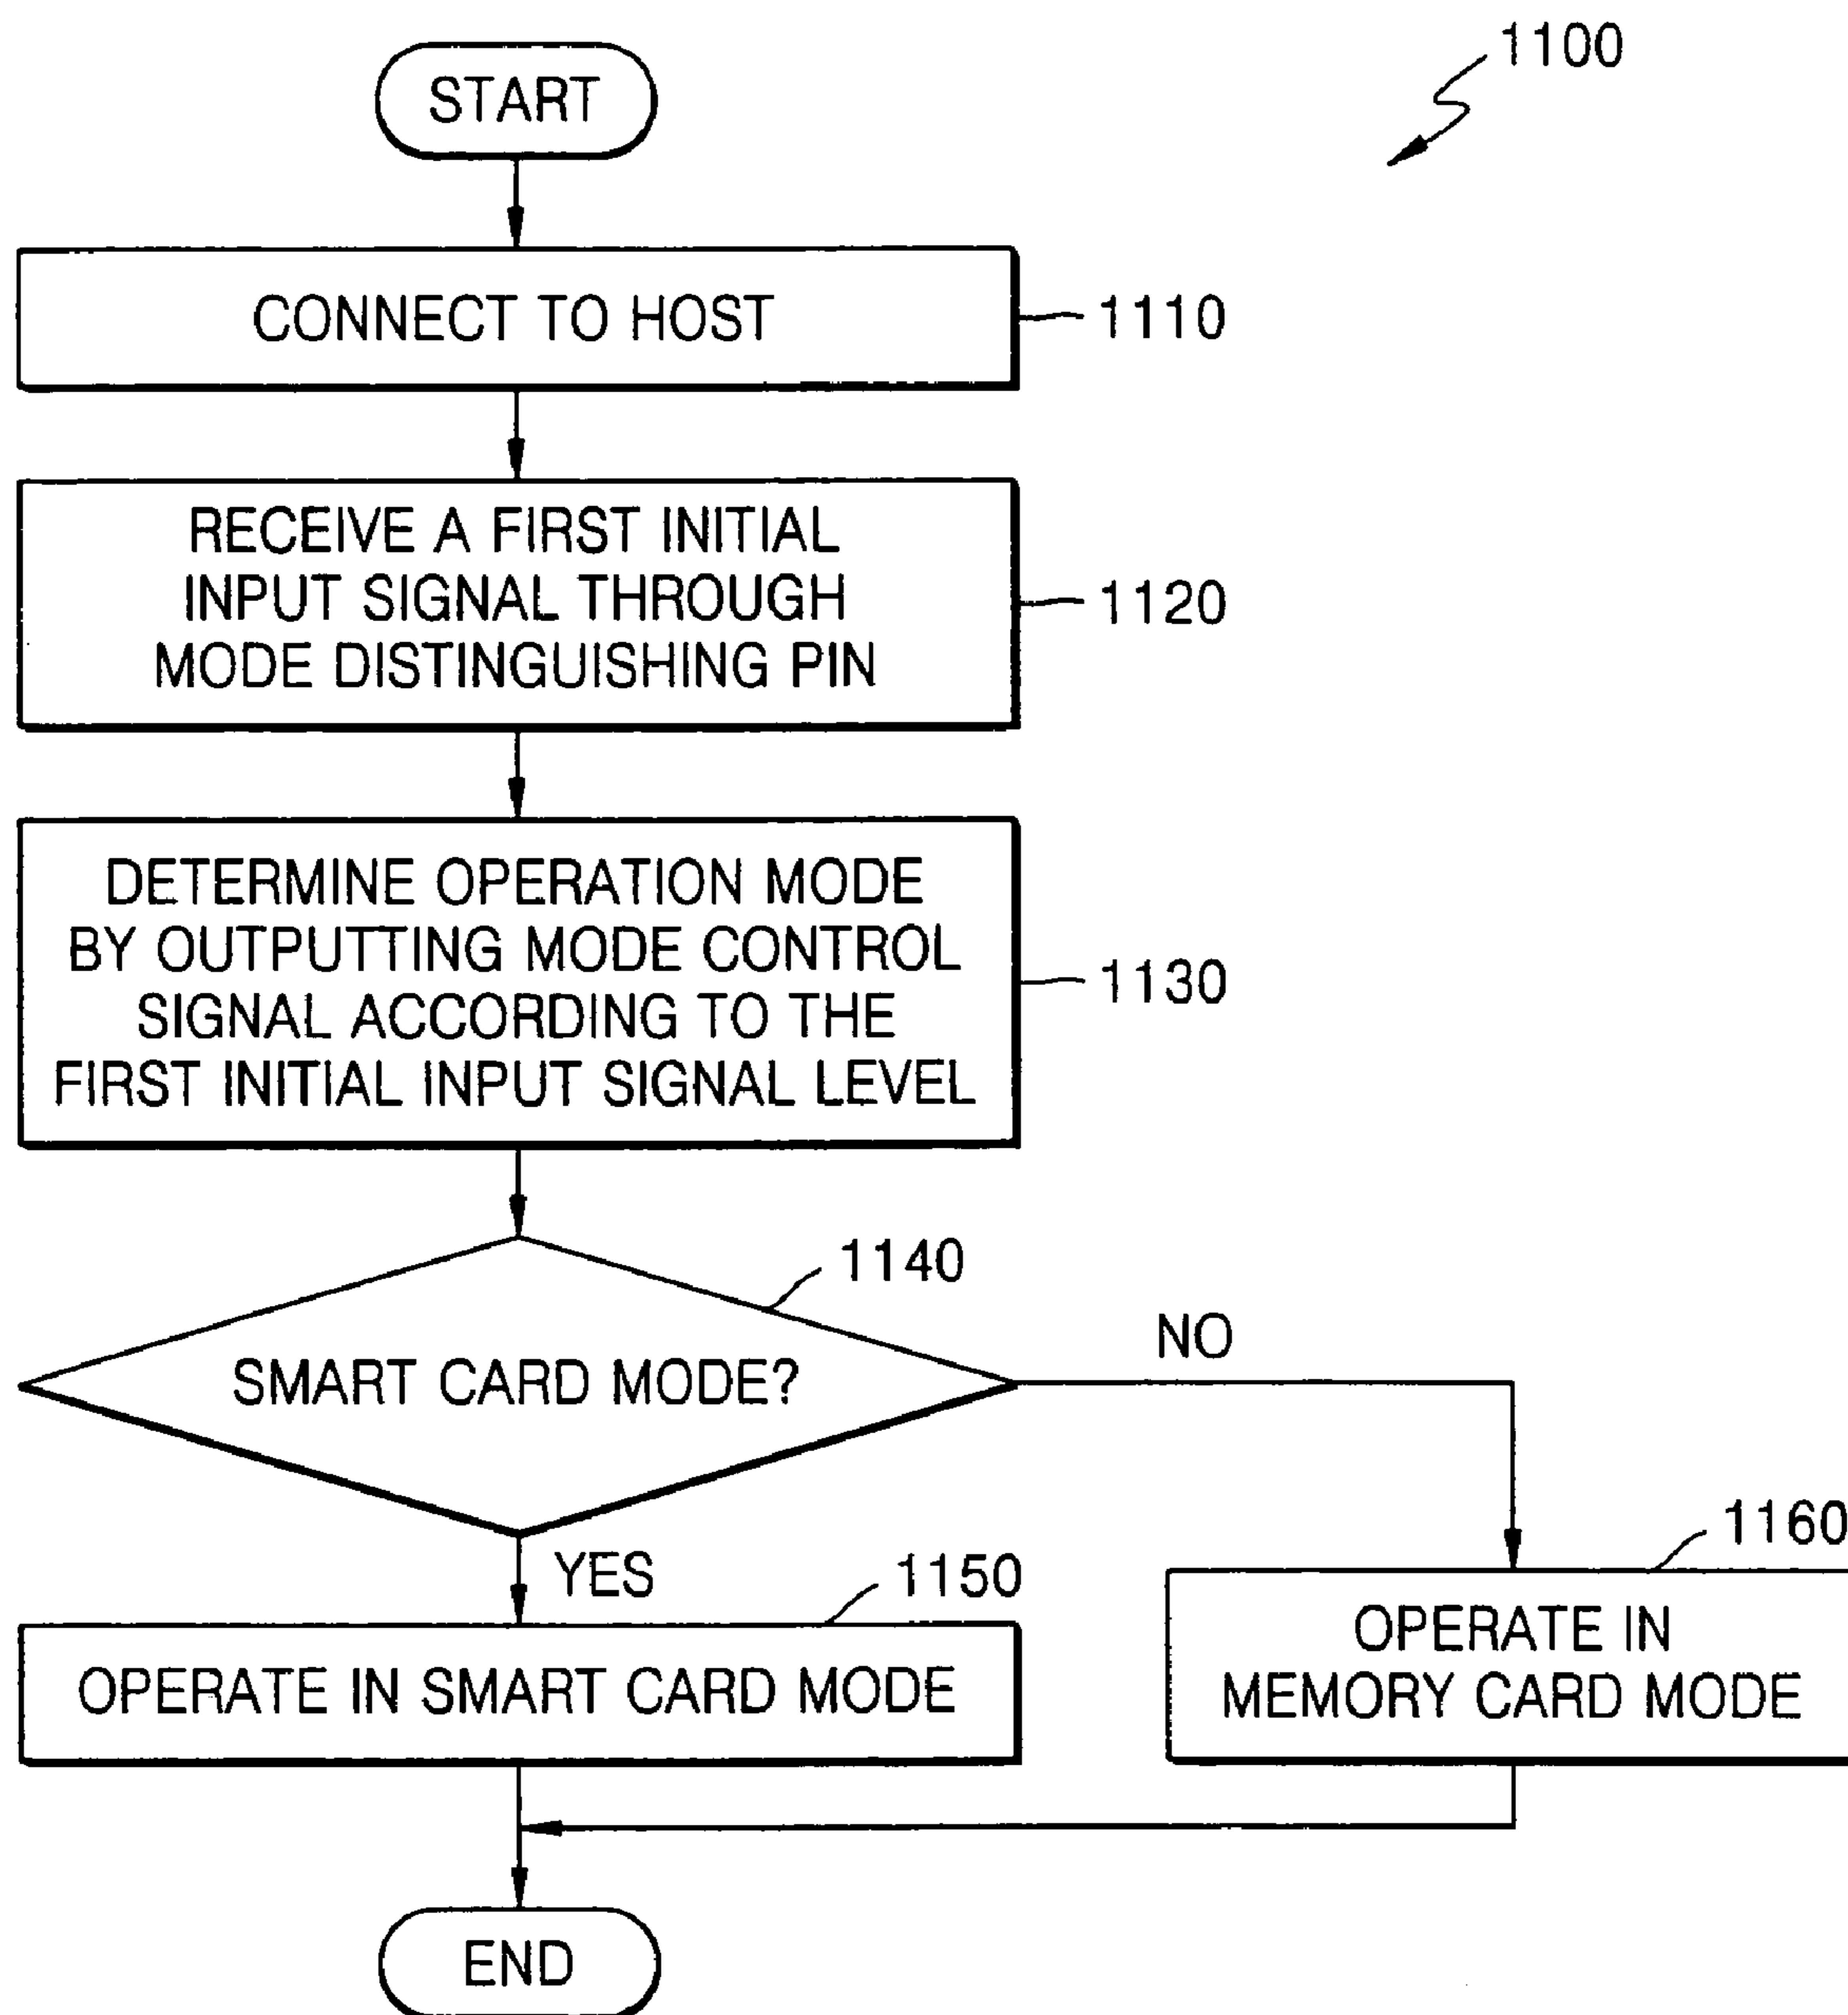 1100
START
CONNECT TO HOST
1110
RECEIVE A FIRST INITIAL
INPUT SIGNAL THROUGH
MODE DISTINGUISHING PIN
1120
DETERMINE OPERATION MODE
BY OUTPUTTING MODE CONTROL
SIGNAL ACCORDING TO THE
FIRST INITIAL INPUT SIGNAL LEVEL
1130
1140
SMART CARD MODE?
NO
YES
1150
OPERATE IN SMART CARD MODE
1160
OPERATE IN
MEMORY CARD MODE
END